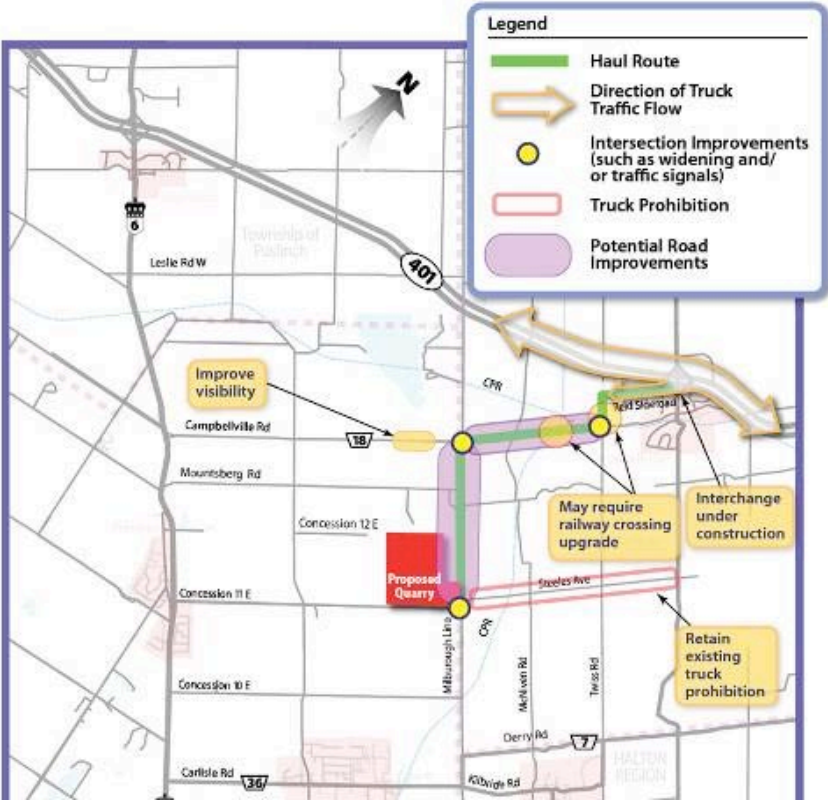 Legend
Haul Route
Direction of Truck
Traffic Flow
Intersection Improvements
(such as widening and/
or traffic signals)
Truck Prohibition
Potential Road
Improvements
N
6
Township of
Puslinch
Leslie Rd W
401
CPR
Improve
visibility
Reid Sideroad
Campbellville Rd
18
Mountsberg Rd
May require
railway crossing
upgrade
Interchange
under
construction
Concession 12 E
Proposed
Quarry
Steeles Ave
Concession 11 E
CPR
Milburough Line
Retain
existing
truck
prohibition
McNiven Rd
Twiss Rd
Concession 10 E
Derry Rd
7
HALTON
REGION
Carlisle Rd
36
Kilbride Rd